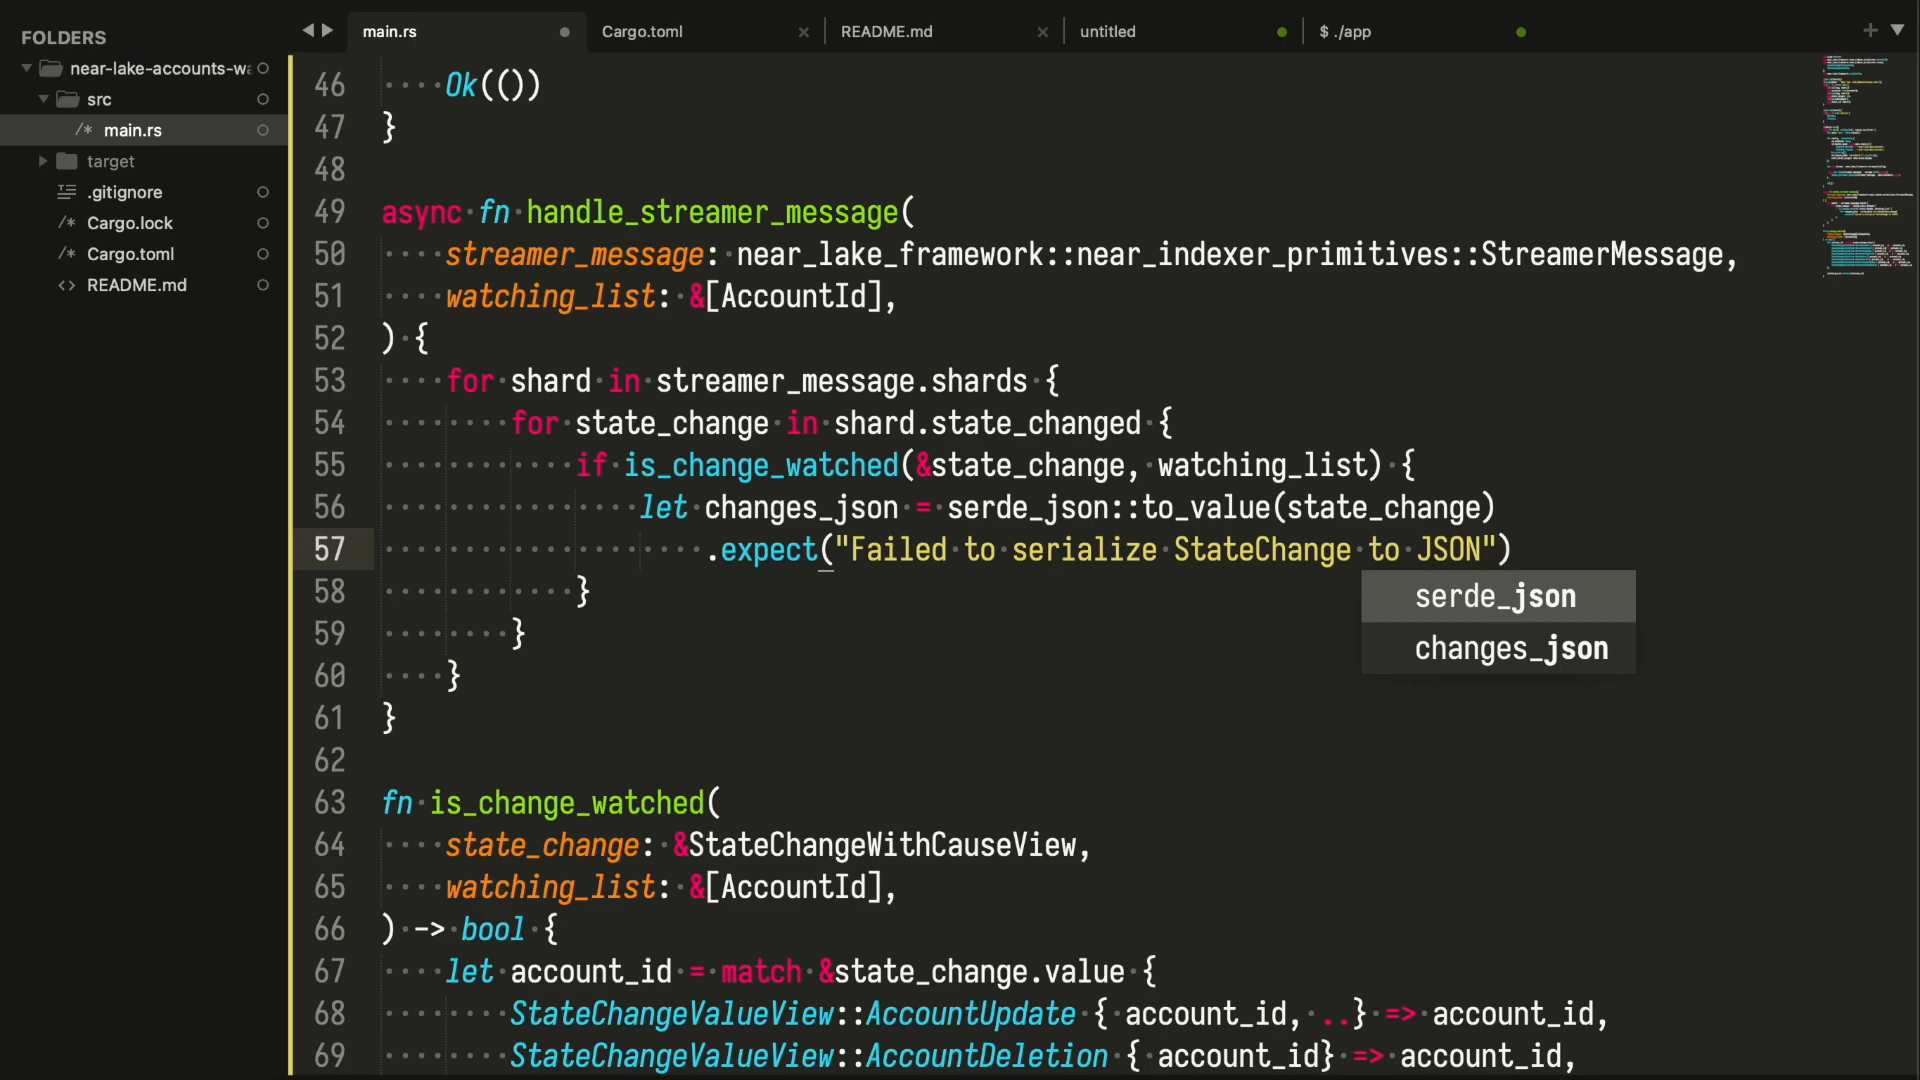 FOLDERS
near-lake-accounts-wa
src
/* main.rs
target
.gitignore
/* Cargo.lock
/* Cargo.toml
<> README.md
main.rs
Cargo.toml
README.md
untitled
$ ./app
46 ····Ok(())
47 }
48
49 async·fn·handle_streamer_message(
50 ····streamer_message:·near_lake_framework::near_indexer_primitives::StreamerMessage,
51 ····watching_list:·&[AccountId],
52 )·{
53 ····for·shard·in·streamer_message.shards·{
54 ········for·state_change·in·shard.state_changed·{
55 ············if·is_change_watched(&state_change,·watching_list)·{
56 ················let·changes_json·=·serde_json::to_value(state_change)
57 ····················.expect("Failed·to·serialize·StateChange·to·JSON")
58 ············}
59 ········}
60 ····}
61 }
62
63 fn·is_change_watched(
64 ····state_change:·&StateChangeWithCauseView,
65 ····watching_list:·&[AccountId],
66 )·->·bool·{
67 ····let·account_id·=·match·&state_change.value·{
68 ········StateChangeValueView::AccountUpdate·{·account_id,·..}·=>·account_id,
69 ········StateChangeValueView::AccountDeletion·{·account_id}·=>·account_id,
serde_json
changes_json